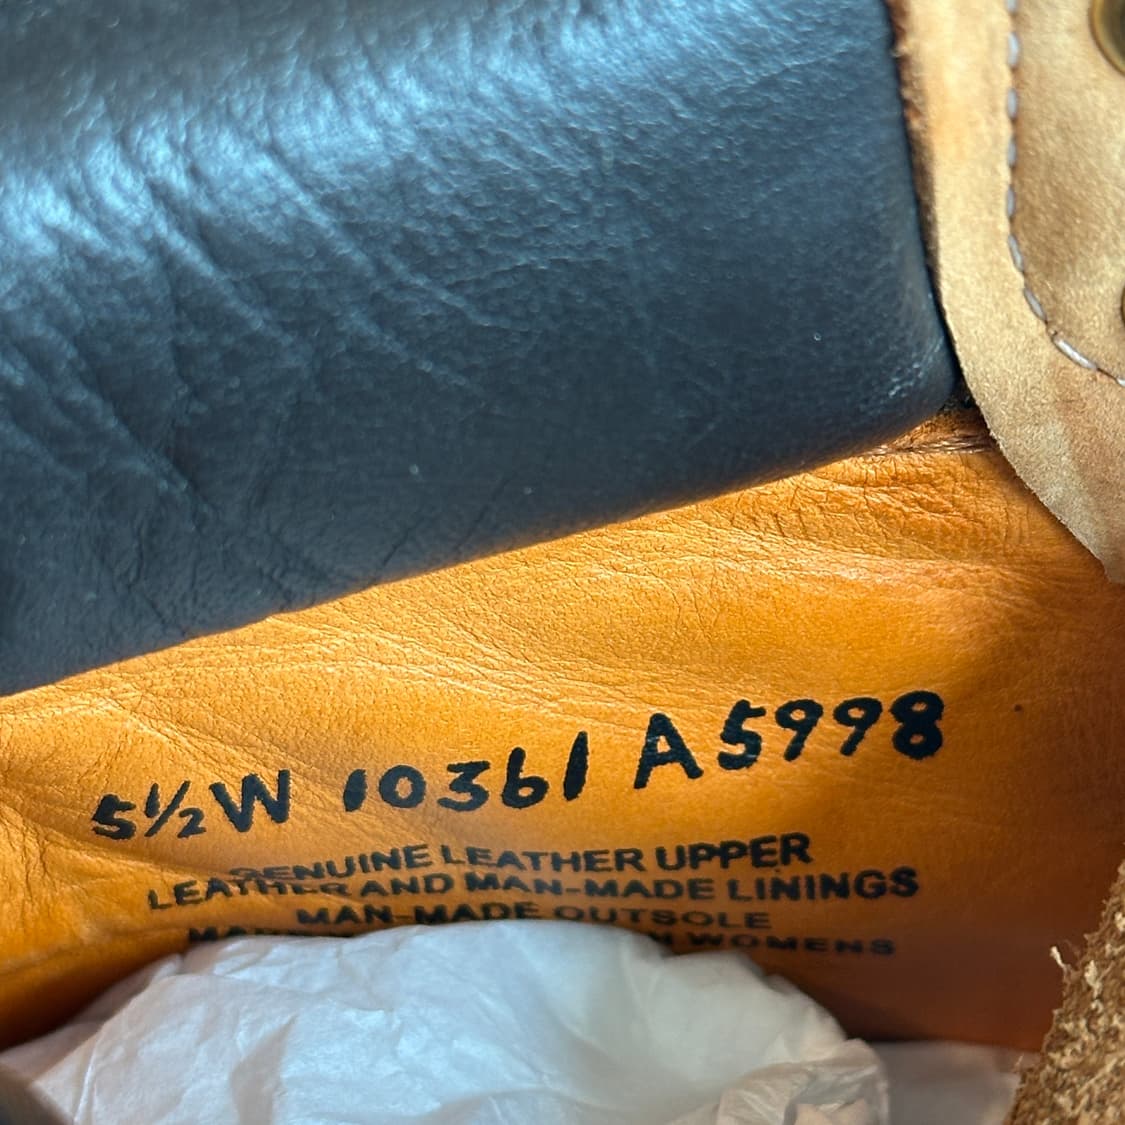 5½W 10361 A5998
GENUINE LEATHER UPPER
LEATHER AND MAN-MADE LININGS
MAN-MADE OUTSOLE
WOMENS